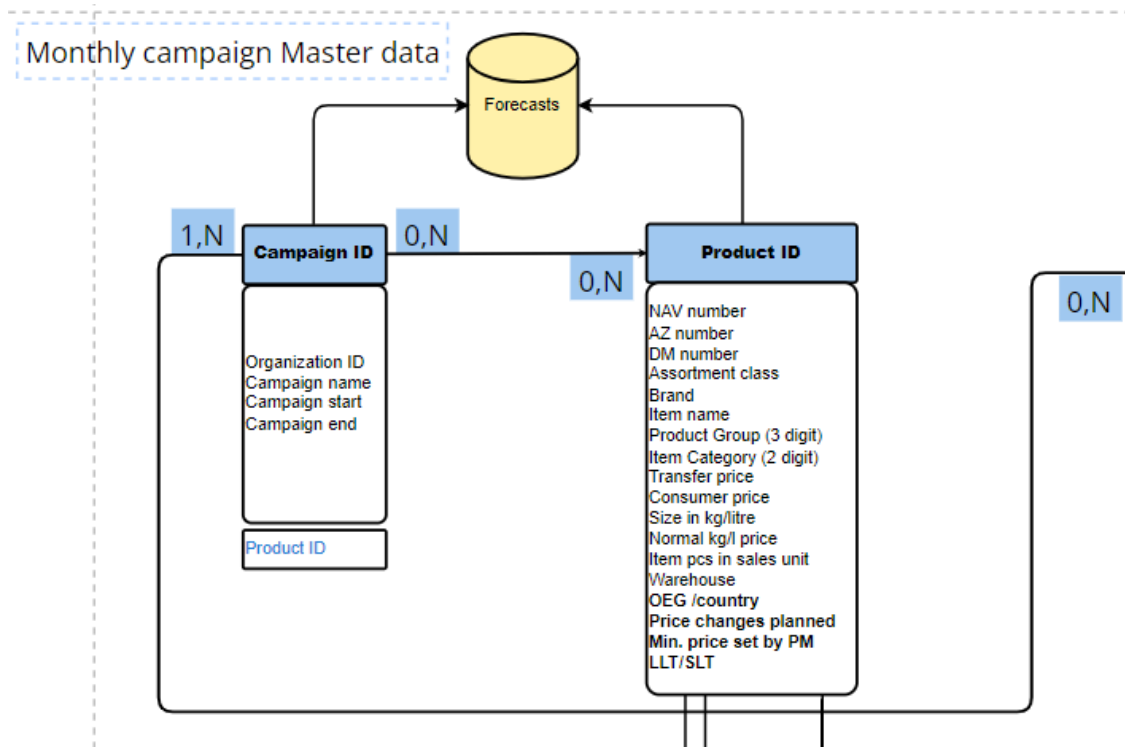 Monthly campaign Master data
Forecasts
1,N
Campaign ID
0,N
0,N
Product ID
0,N
Organization ID
Campaign name
Campaign start
Campaign end
Product ID
NAV number
AZ number
DM number
Assortment class
Brand
Item name
Product Group (3 digit)
Item Category (2 digit)
Transfer price
Consumer price
Size in kg/litre
Normal kg/l price
Item pcs in sales unit
Warehouse
OEG /country
Price changes planned
Min. price set by PM
LLT/SLT